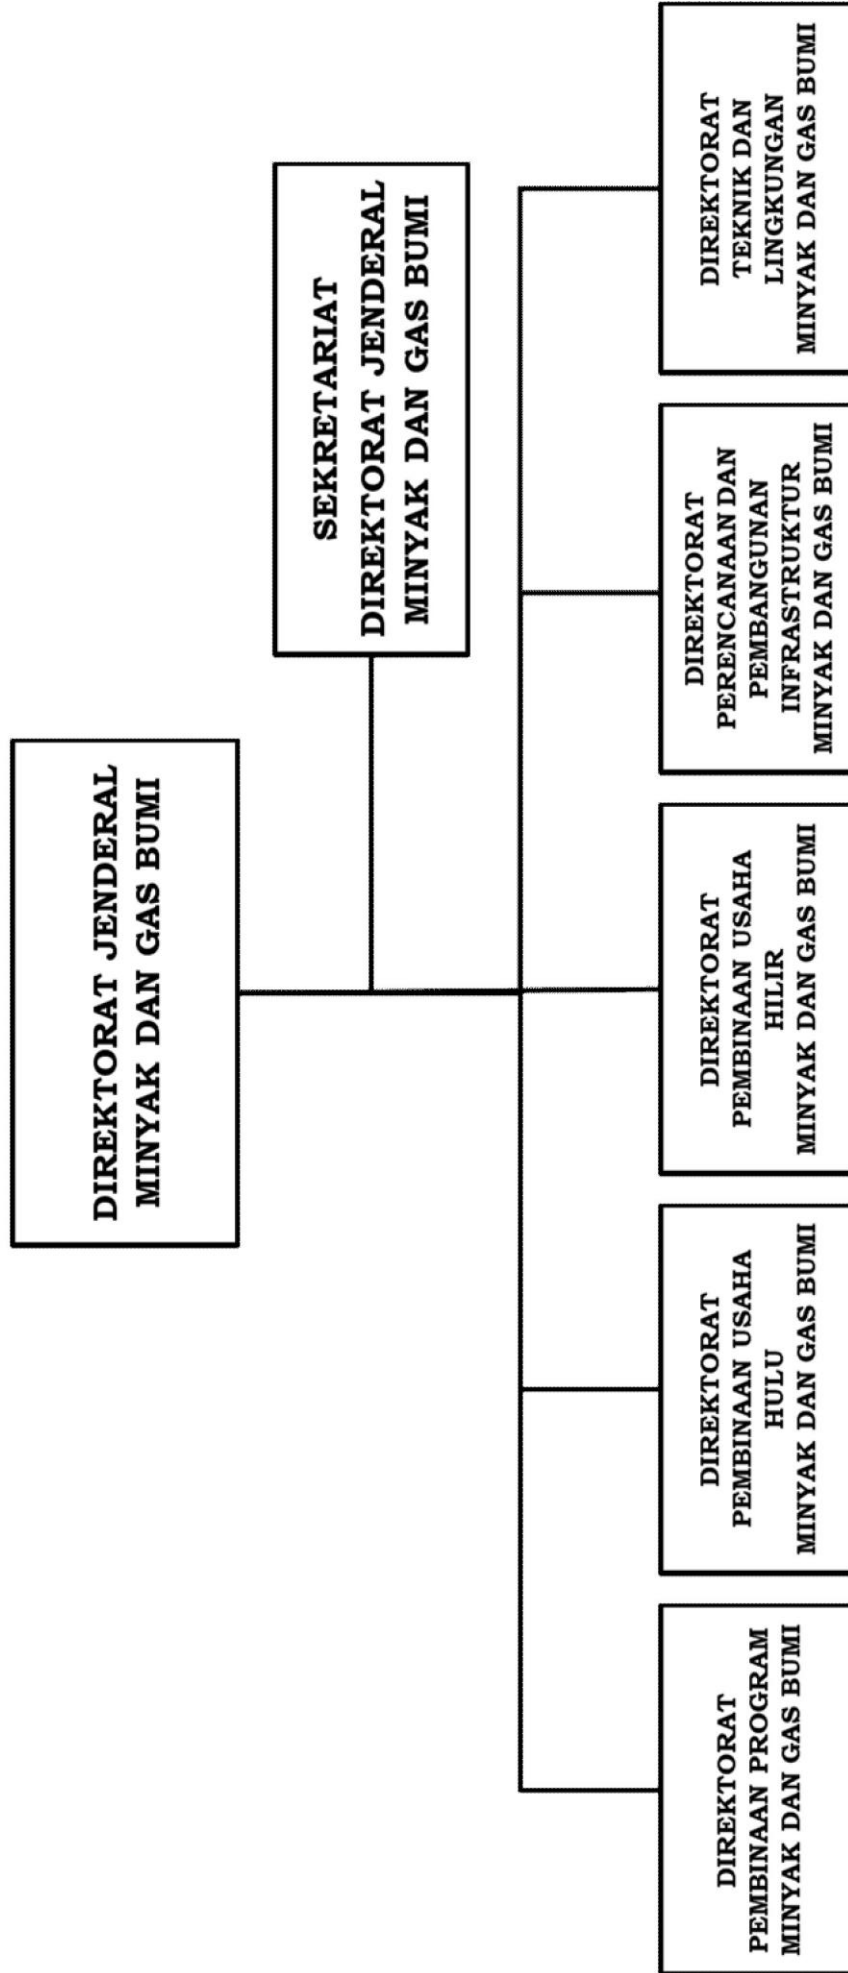 DIREKTORAT JENDERAL
MINYAK DAN GAS BUMI
SEKRETARIAT
DIREKTORAT JENDERAL
MINYAK DAN GAS BUMI
DIREKTORAT
PEMBINAAN PROGRAM
MINYAK DAN GAS BUMI
DIREKTORAT
PEMBINAAN USAHA
HULU
MINYAK DAN GAS BUMI
DIREKTORAT
PEMBINAAN USAHA
HILIR
MINYAK DAN GAS BUMI
DIREKTORAT
PERENCANAAN DAN
PEMBANGUNAN
INFRASTRUKTUR
MINYAK DAN GAS BUMI
DIREKTORAT
TEKNIK DAN
LINGKUNGAN
MINYAK DAN GAS BUMI